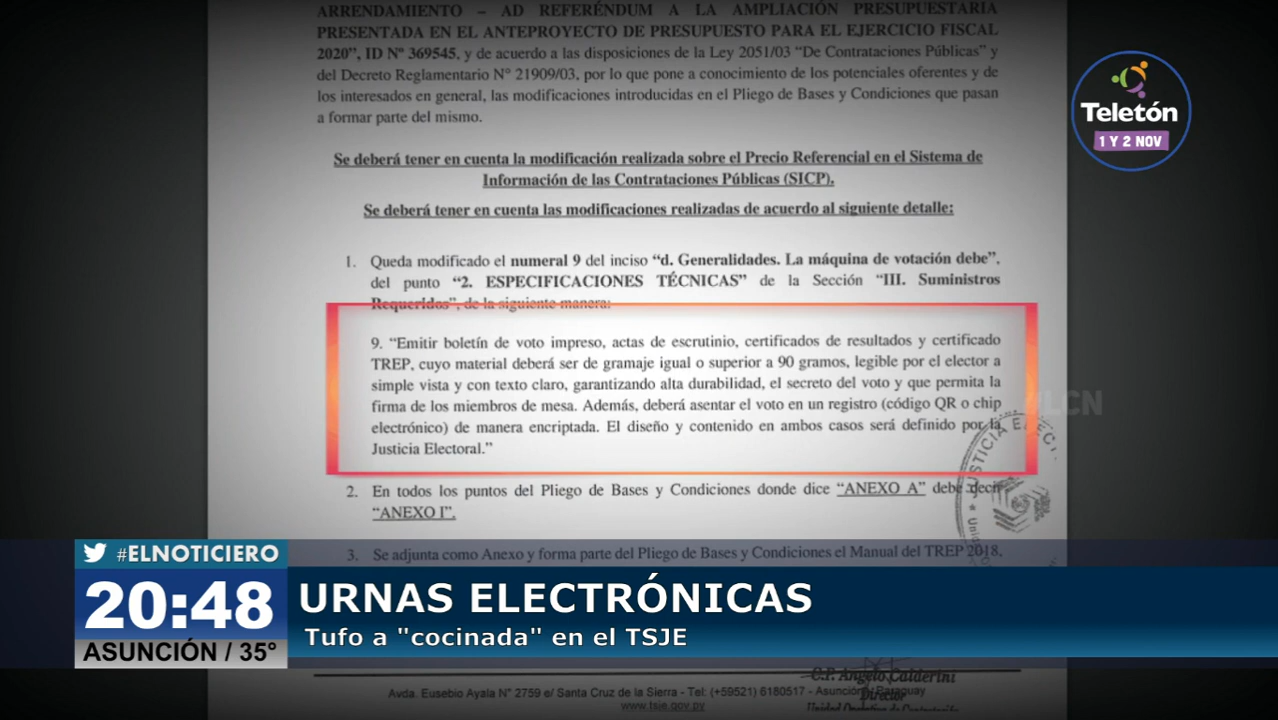 ARRENDAMIENTO – AD REFERÉNDUM A LA AMPLIACIÓN PRESUPUESTARIA
PRESENTADA EN EL ANTEPROYECTO DE PRESUPUESTO PARA EL EJERCICIO FISCAL
2020”, ID Nº 369545, y de acuerdo a las disposiciones de la Ley 2051/03 “De Contrataciones Públicas” y
del Decreto Reglamentario N° 21909/03, por lo que pone a conocimiento de los potenciales oferentes y de
los interesados en general, las modificaciones introducidas en el Pliego de Bases y Condiciones que pasan
a formar parte del mismo.
Teletón
1 Y 2 NOV
Se deberá tener en cuenta la modificación realizada sobre el Precio Referencial en el Sistema de
Información de las Contrataciones Públicas (SICP).
Se deberá tener en cuenta las modificaciones realizadas de acuerdo al siguiente detalle:
1. Queda modificado el numeral 9 del inciso “d. Generalidades. La máquina de votación debe”,
del punto “2. ESPECIFICACIONES TÉCNICAS” de la Sección “III. Suministros
Requeridos”, de la siguiente manera:
9. “Emitir boletín de voto impreso, actas de escrutinio, certificados de resultados y certificado
TREP, cuyo material deberá ser de gramaje igual o superior a 90 gramos, legible por el elector a
simple vista y con texto claro, garantizando alta durabilidad, el secreto del voto y que permita la
firma de los miembros de mesa. Además, deberá asentar el voto en un registro (código QR o chip
electrónico) de manera encriptada. El diseño y contenido en ambos casos será definido por la
Justicia Electoral.”
LCN
JUSTICIA ELECT
2. En todos los puntos del Pliego de Bases y Condiciones donde dice “ANEXO A” debe decir
“ANEXO I”.
3. Se adjunta como Anexo y forma parte del Pliego de Bases y Condiciones el Manual del TREP 2018.
#ELNOTICIERO
20:48
ASUNCIÓN / 35°
URNAS ELECTRÓNICAS
Tufo a "cocinada" en el TSJE
C.P. Angelo Calderini
Director
Avda. Eusebio Ayala N° 2759 e/ Santa Cruz de la Sierra - Tel: (+59521) 6180517 - Asunción - Paraguay
www.tsje.gov.py